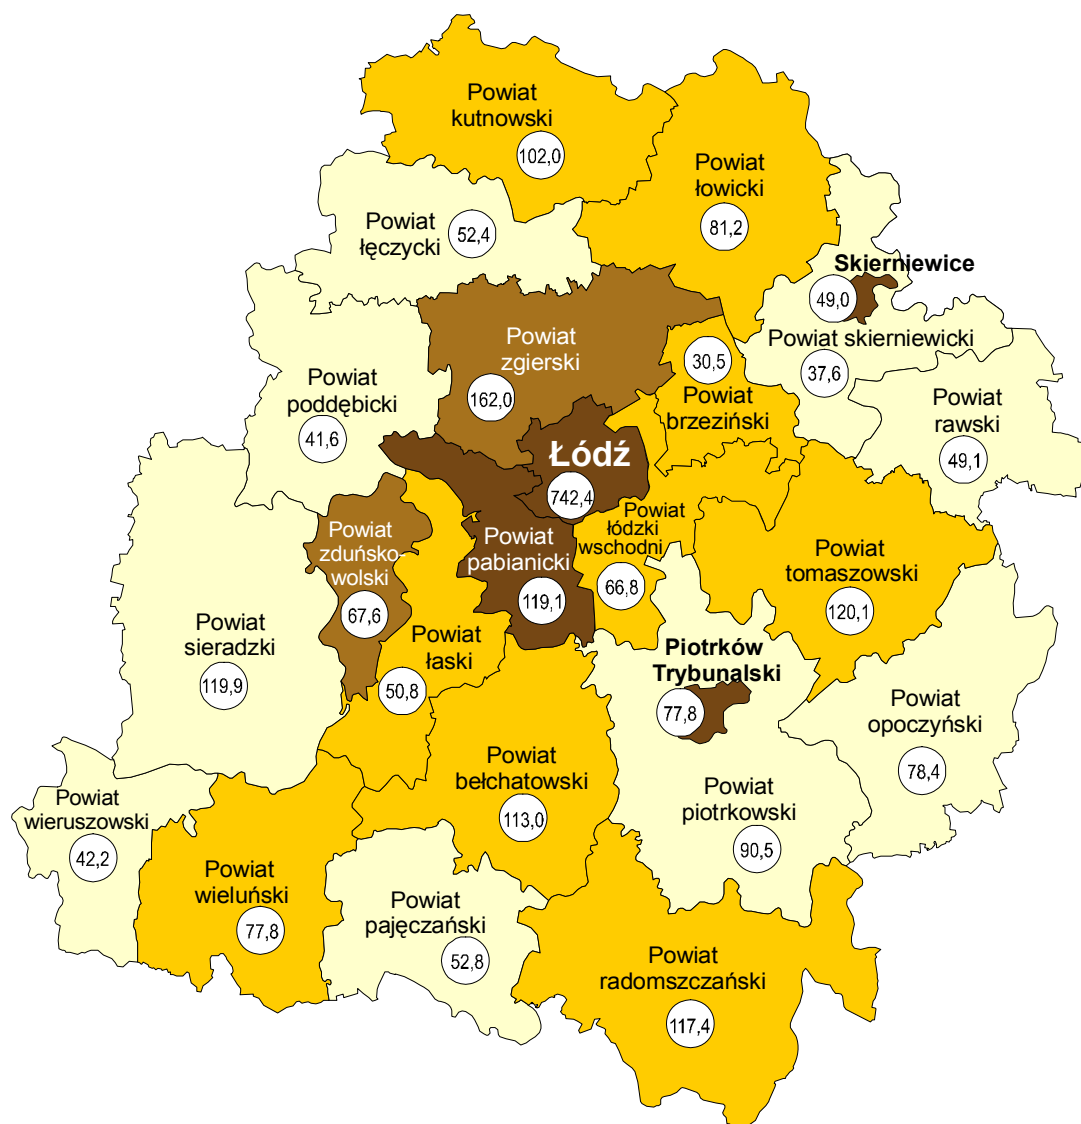 Powiat
kutnowski
102,0
Powiat
łowicki
81,2
Powiat
łęczycki
52,4
Skierniewice
49,0
Powiat skierniewicki
37,6
Powiat
zgierski
162,0
30,5
Powiat
brzeziński
Powiat
poddębicki
41,6
Powiat
rawski
49,1
Łódź
742,4
Powiat
łódzki
wschodni
66,8
Powiat
zduńsko-
wolski
67,6
Powiat
pabianicki
119,1
Powiat
tomaszowski
120,1
Powiat
sieradzki
119,9
Powiat
łaski
50,8
Piotrków
Trybunalski
77,8
Powiat
opoczyński
78,4
Powiat
bełchatowski
113,0
Powiat
piotrkowski
90,5
Powiat
wieruszowski
42,2
Powiat
wieluński
77,8
Powiat
pajęczański
52,8
Powiat
radomszczański
117,4